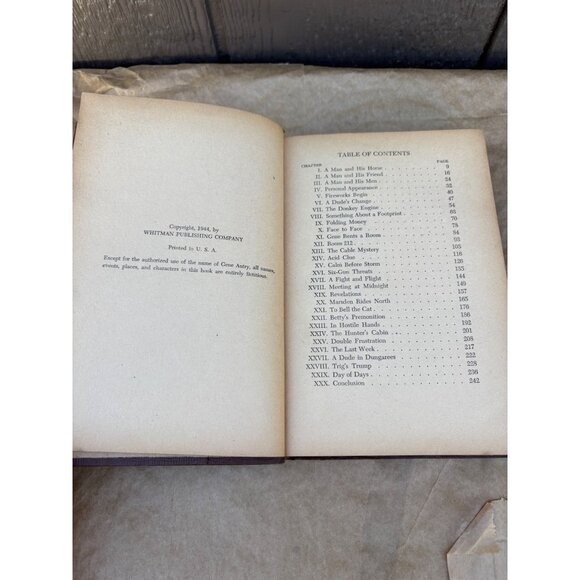 Copyright, 1944, by
WHITMAN PUBLISHING COMPANY
Printed in U. S. A.
Except for the authorized use of the name of Gene Autry, all names,
events, places, and characters in this book are entirely fictitious.
TABLE OF CONTENTS
CHAPTER PAGE
I. A Man and His Horse . . . . . . . . 9
II. A Man and His Friend . . . . . . . . 16
III. A Man and His Men . . . . . . . . 24
IV. Personal Appearance . . . . . . . . 32
V. Fireworks Begin . . . . . . . . 40
VI. A Dude's Change . . . . . . . . 47
VII. The Donkey Engine . . . . . . . . 54
VIII. Something About a Footprint . . . . . . 65
IX. Folding Money . . . . . . . . 70
X. Face to Face . . . . . . . . 78
XI. Gene Rents a Room . . . . . . . . 84
XII. Room 212 . . . . . . . . 93
XIII. The Cable Mystery . . . . . . . . 105
XIV. Acid Clue . . . . . . . . 116
XV. Calm Before Storm . . . . . . . . 126
XVI. Six-Gun Threats . . . . . . . . 133
XVII. A Fight and Flight . . . . . . . . 144
XVIII. Meeting at Midnight . . . . . . . . 149
XIX. Revelations . . . . . . . . 157
XX. Marsden Rides North . . . . . . . . 165
XXI. To Bell the Cat . . . . . . . . 176
XXII. Betty's Premonition . . . . . . . . 186
XXIII. In Hostile Hands . . . . . . . . 192
XXIV. The Hunter's Cabin . . . . . . . . 201
XXV. Double Frustration . . . . . . . . 208
XXVI. The Last Week . . . . . . . . 217
XXVII. A Dude in Dungarees . . . . . . . . 222
XXVIII. Trig's Trump . . . . . . . . 228
XXIX. Day of Days . . . . . . . . 236
XXX. Conclusion . . . . . . . . 242